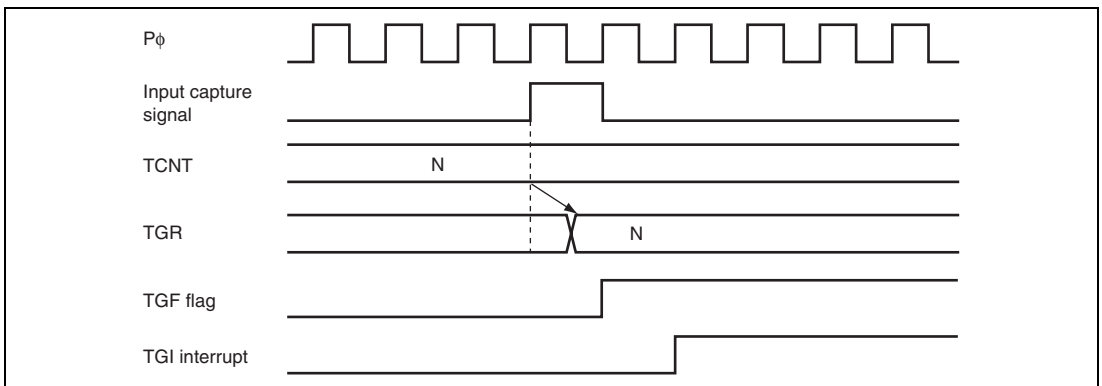 Pϕ
Input capture
signal
TCNT
N
TGR
N
TGF flag
TGI interrupt